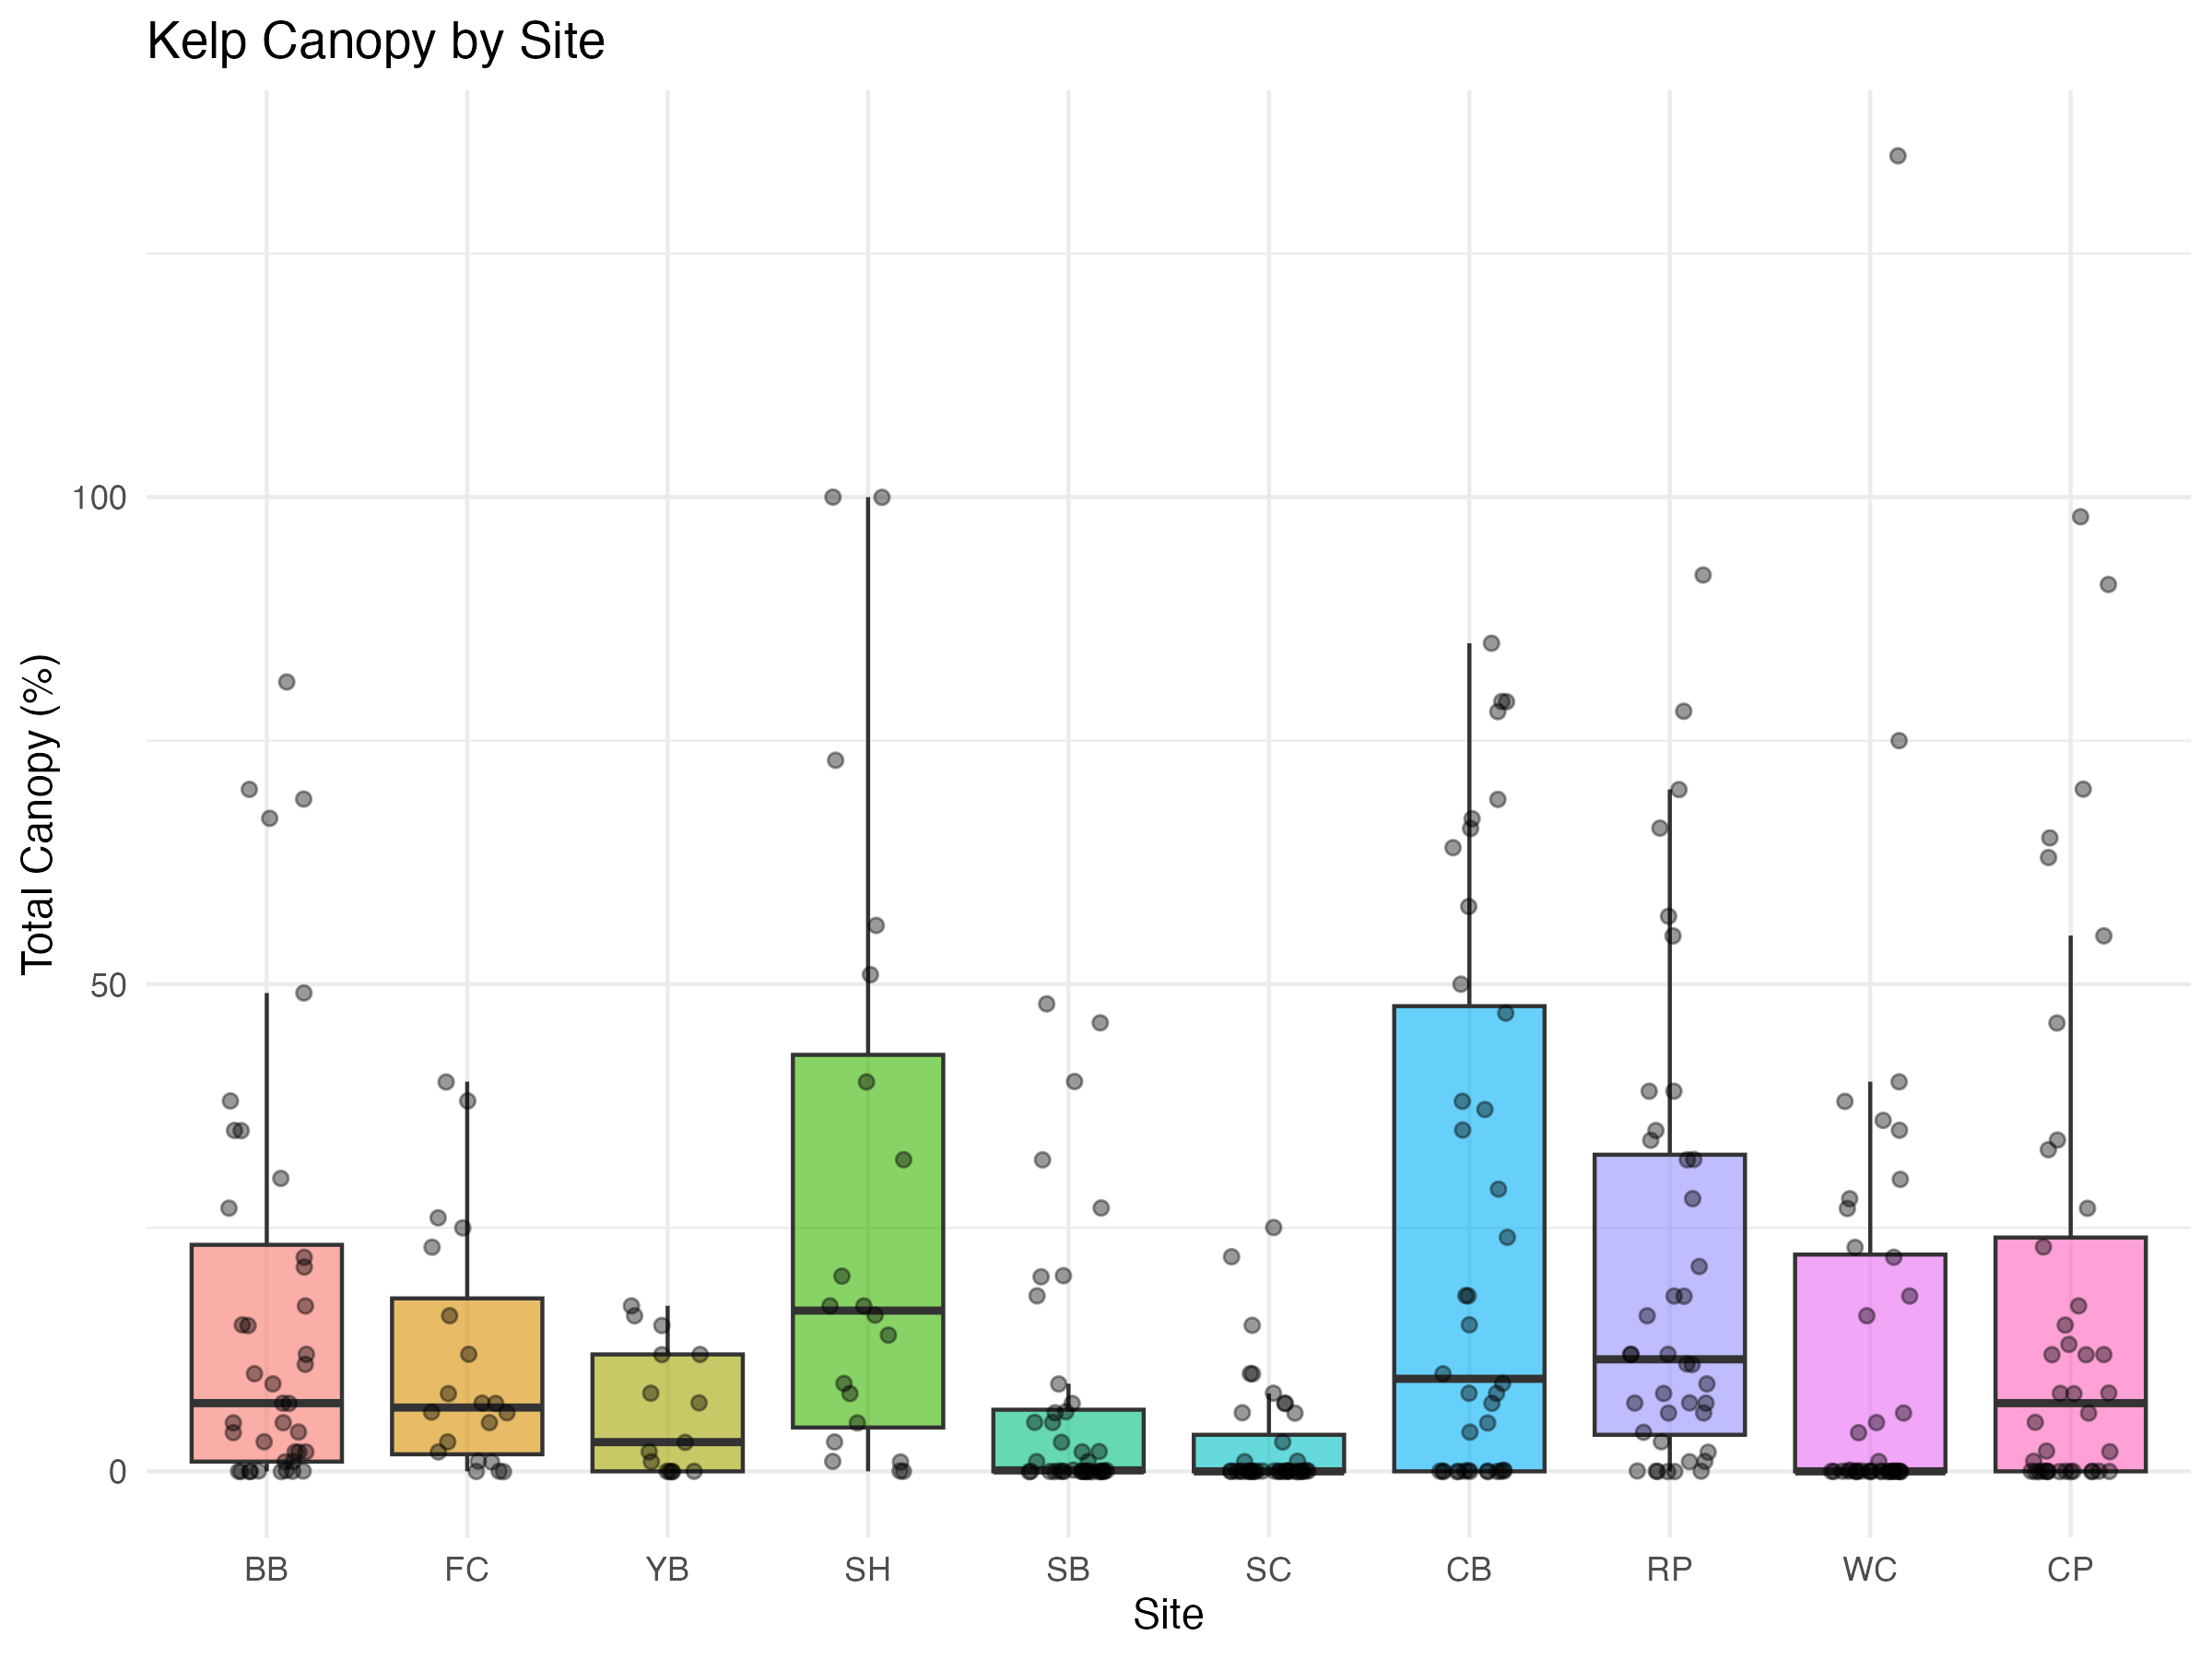 Kelp Canopy by Site
Total Canopy (%)
100
50
0
BB FC YB SH SB SC CB RP WC CP
Site